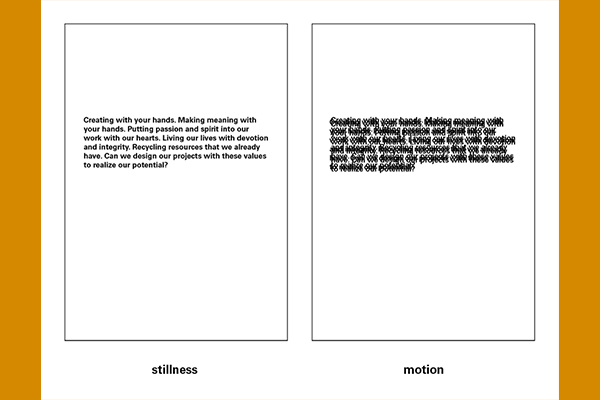 Creating with your hands. Making meaning with
your hands. Putting passion and spirit into our
work with our hearts. Living our lives with devotion
and integrity. Recycling resources that we already
have. Can we design our projects with these values
to realize our potential?
stillness
Creating with your hands. Making meaning with
your hands. Putting passion and spirit into our
work with our hearts. Living our lives with devotion
and integrity. Recycling resources that we already
have. Can we design our projects with these values
to realize our potential?
motion